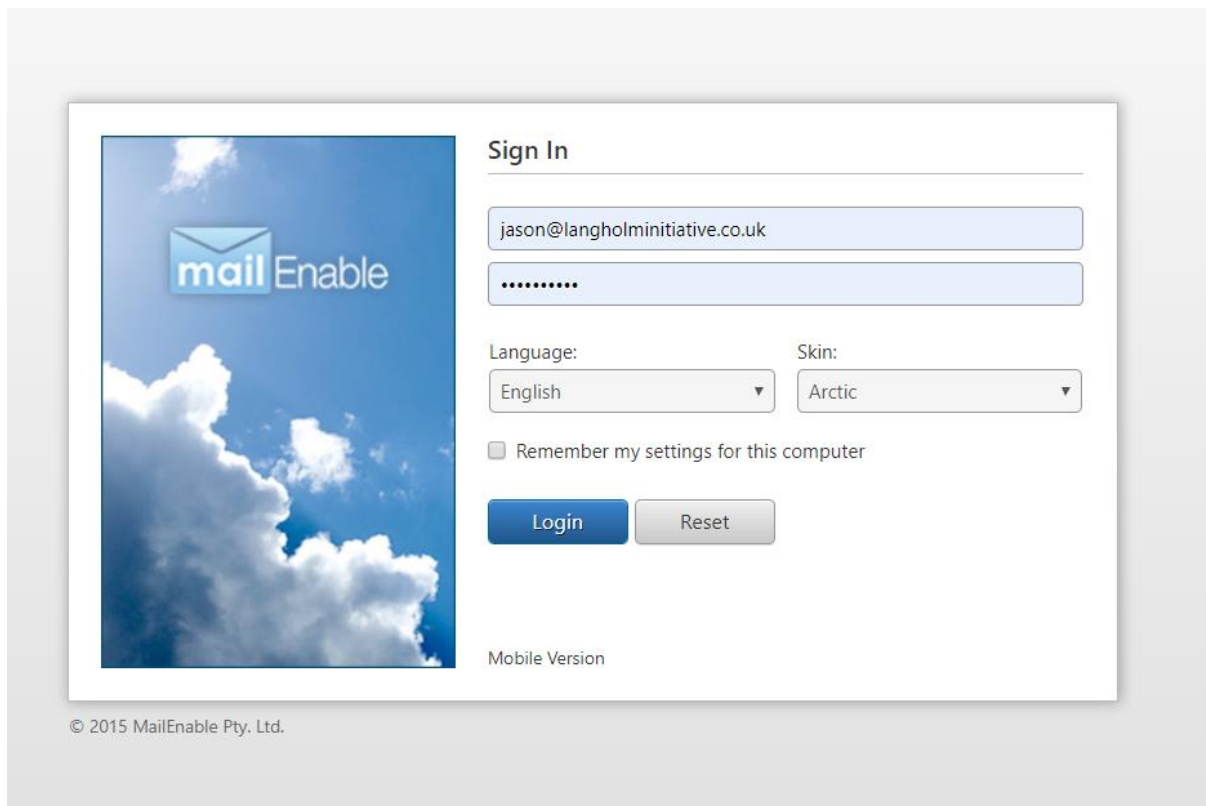 mail Enable
Sign In
jason@langholminitiative.co.uk
••••••••••
Language:
Skin:
English
Arctic
Remember my settings for this computer
Login
Reset
Mobile Version
© 2015 MailEnable Pty. Ltd.